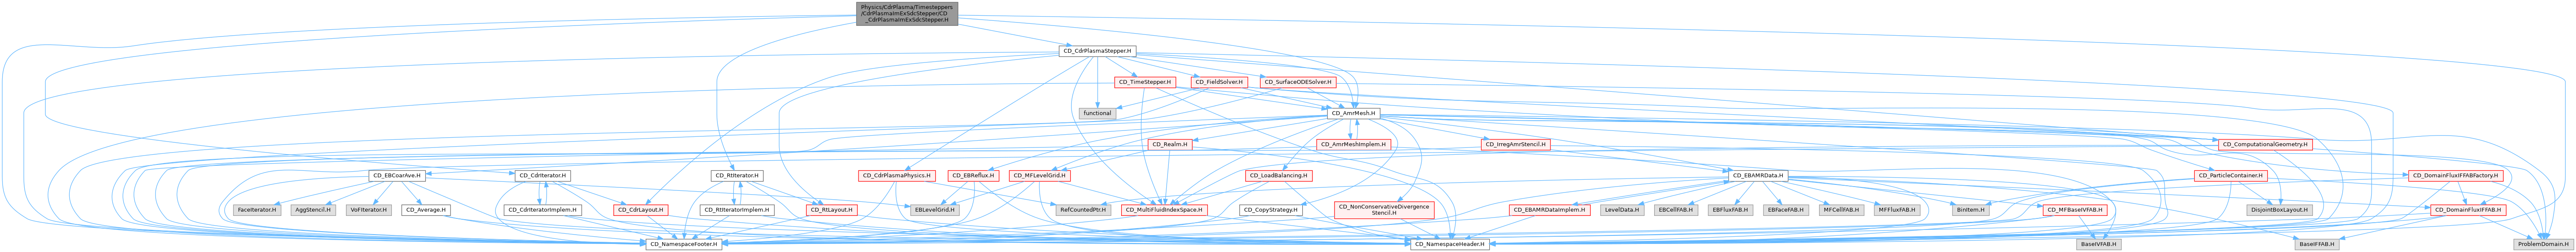 Physics/CdrPlasma/Timesteppers
/CdrPlasmaImExSdcStepper/CD
_CdrPlasmaImExSdcStepper.H
CD_CdrPlasmaStepper.H
CD_TimeStepper.H
CD_FieldSolver.H
CD_SurfaceODESolver.H
functional
CD_AmrMesh.H
CD_Realm.H
CD_AmrMeshImplem.H
CD_IrregAmrStencil.H
CD_ComputationalGeometry.H
CD_EBCoarAve.H
CD_CdrIterator.H
CD_RtIterator.H
CD_CdrPlasmaPhysics.H
CD_EBReflux.H
CD_MFLevelGrid.H
CD_LoadBalancing.H
CD_EBAMRData.H
CD_ParticleContainer.H
CD_DomainFluxIFFABFactory.H
FaceIterator.H
AggStencil.H
VoFIterator.H
CD_Average.H
CD_CdrIteratorImplem.H
CD_CdrLayout.H
CD_RtIteratorImplem.H
CD_RtLayout.H
EBLevelGrid.H
RefCountedPtr.H
CD_MultiFluidIndexSpace.H
CD_CopyStrategy.H
CD_NonConservativeDivergence
Stencil.H
CD_EBAMRDataImplem.H
LevelData.H
EBCellFAB.H
EBFluxFAB.H
EBFaceFAB.H
MFCellFAB.H
MFFluxFAB.H
BinItem.H
CD_MFBaseIVFAB.H
DisjointBoxLayout.H
CD_DomainFluxIFFAB.H
CD_NamespaceFooter.H
CD_NamespaceHeader.H
BaseIVFAB.H
BaseIFFAB.H
ProblemDomain.H